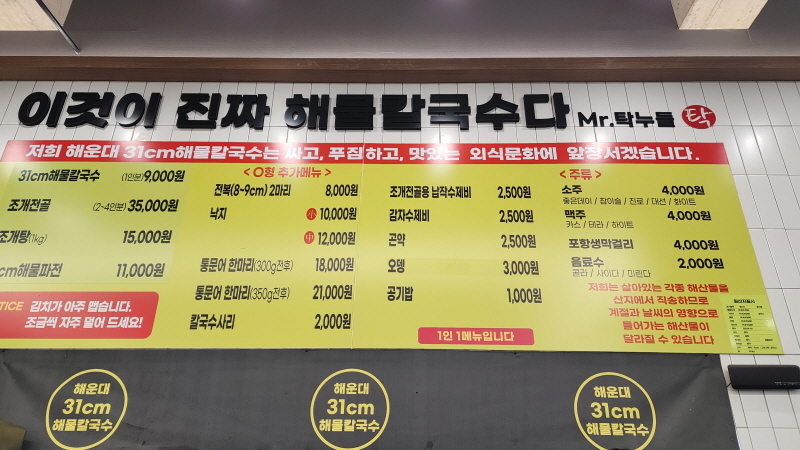 이것이 진짜 해물칼국수다 Mr.탁누들 탁
저희 해운대 31cm해물칼국수는 싸고, 푸짐하고, 맛있는 외식문화에 앞장서겠습니다.
31cm해물칼국수 (1인분)9,000원
조개전골 (2~4인분)35,000원
조개탕(1kg) 15,000원
cm해물파전 11,000원
TICE 김치가 아주 맵습니다.
조금씩 자주 덜어 드세요!
<O형 추가메뉴>
전복(8~9cm) 2마리 8,000원
낙지 小 10,000원
12,000원
통문어 한마리(300g전후) 18,000원
통문어 한마리(350g전후) 21,000원
칼국수사리 2,000원
조개전골용 납작수제비 2,500원
감자수제비 2,500원
곤약 2,500원
오뎅 3,000원
공기밥 1,000원
1인 1메뉴입니다
<주류>
소주 4,000원
좋은데이 / 참이슬 / 진로 / 대선 / 화이트
맥주 4,000원
카스 / 테라 / 하이트
포항생막걸리 4,000원
음료수 2,000원
콜라 / 사이다 / 미린다
저희는 살아있는 각종 해산물을
산지에서 직송하므로
계절과 날씨의 영향으로
들어가는 해산물이
달라질 수 있습니다
해운대
31cm
해물칼국수
해운대
31cm
해물칼국수
해운대
31cm
해물칼국수